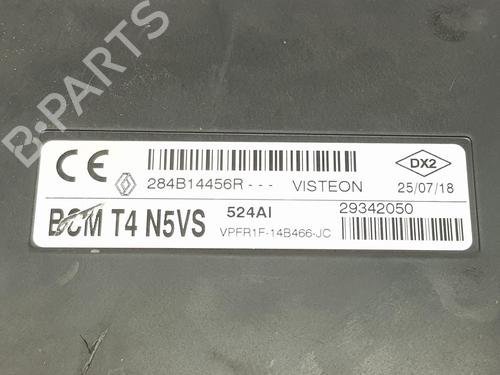 B-PARTS
CE DX2
284B14456R--- VISTEON 25/07/18
BCM T4 N5VS 524AI 29342050
VPFR1F-14B466-JC